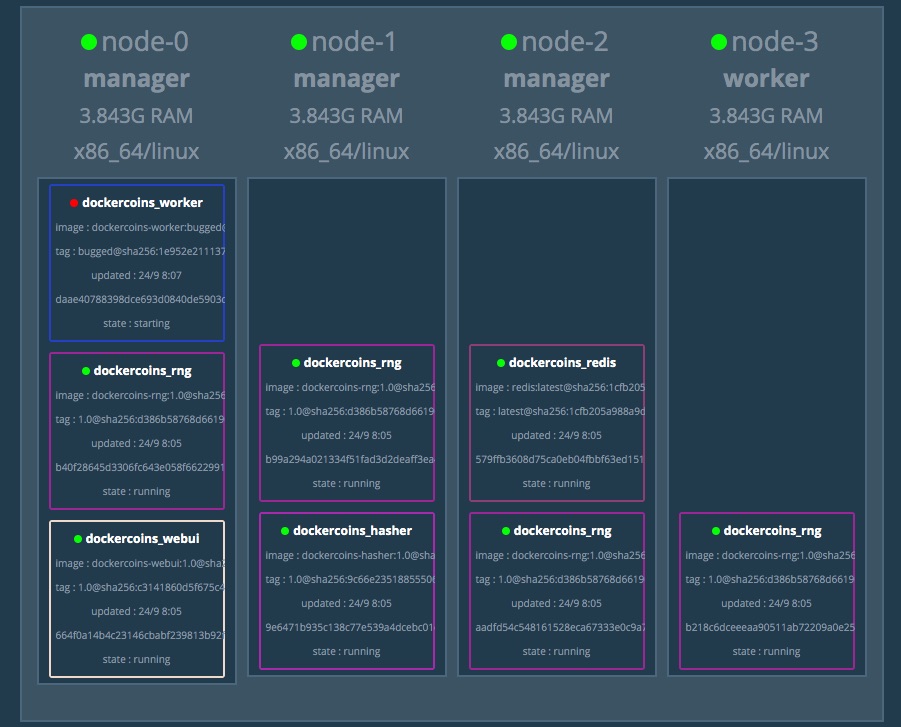 node-0
manager
3.843G RAM
x86_64/linux
dockercoins_worker
image : dockercoins-worker:bugged@
tag : bugged@sha256:1e952e211137
updated : 24/9 8:07
daae40788398dce693d0840de5903c
state : starting
dockercoins_rng
image : dockercoins-rng:1.0@sha256
tag : 1.0@sha256:d386b58768d6619
updated : 24/9 8:05
b40f28645d3306fc643e058f6622991
state : running
dockercoins_webui
image : dockercoins-webui:1.0@sha2
tag : 1.0@sha256:c3141860d5f675c4
updated : 24/9 8:05
664f0a14b4c23146cbabf239813b92f
state : running
node-1
manager
3.843G RAM
x86_64/linux
dockercoins_rng
image : dockercoins-rng:1.0@sha256
tag : 1.0@sha256:d386b58768d6619
updated : 24/9 8:05
b99a294a021334f51fad3d2deaff3ea
state : running
dockercoins_hasher
image : dockercoins-hasher:1.0@sha
tag : 1.0@sha256:9c66e2351885550
updated : 24/9 8:05
9e6471b935c138c77e539a4dcebc01
state : running
node-2
manager
3.843G RAM
x86_64/linux
dockercoins_redis
image : redis:latest@sha256:1cfb205
tag : latest@sha256:1cfb205a988a9d
updated : 24/9 8:05
579ffb3608d75ca0eb04fbbf63ed151
state : running
dockercoins_rng
image : dockercoins-rng:1.0@sha256
tag : 1.0@sha256:d386b58768d6619
updated : 24/9 8:05
aadfd54c548161528eca67333e0c9a7
state : running
node-3
worker
3.843G RAM
x86_64/linux
dockercoins_rng
image : dockercoins-rng:1.0@sha256
tag : 1.0@sha256:d386b58768d6619
updated : 24/9 8:05
b218c6dceeeaa90511ab72209a0e25
state : running